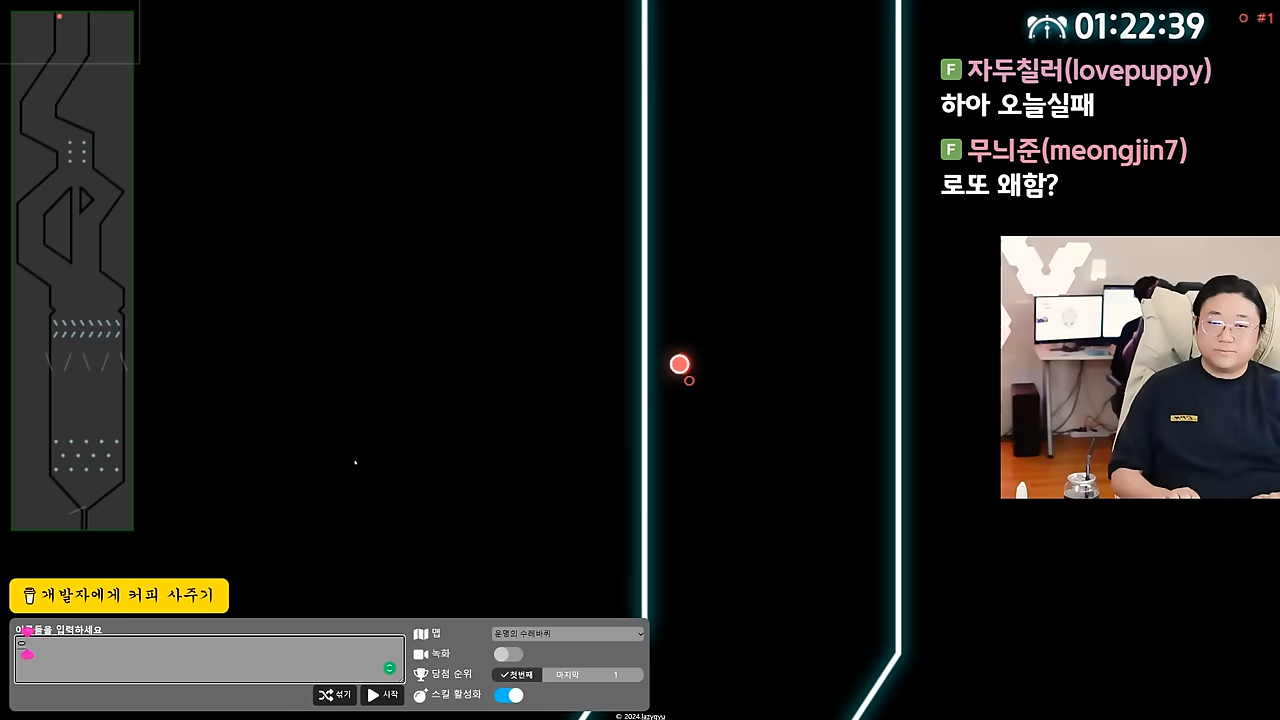 01:22:39
O #1
F 자두칠러(lovepuppy)
하아 오늘실패
F 무늬준(meongjin7)
로또 왜함?
개발자에게 커피 사주기
이름들을 입력하세요
맵
운명의 수레바퀴
녹화
당첨 순위
첫번째
마지막
1
섞기
시작
스킬 활성화
© 2024 lazygyu